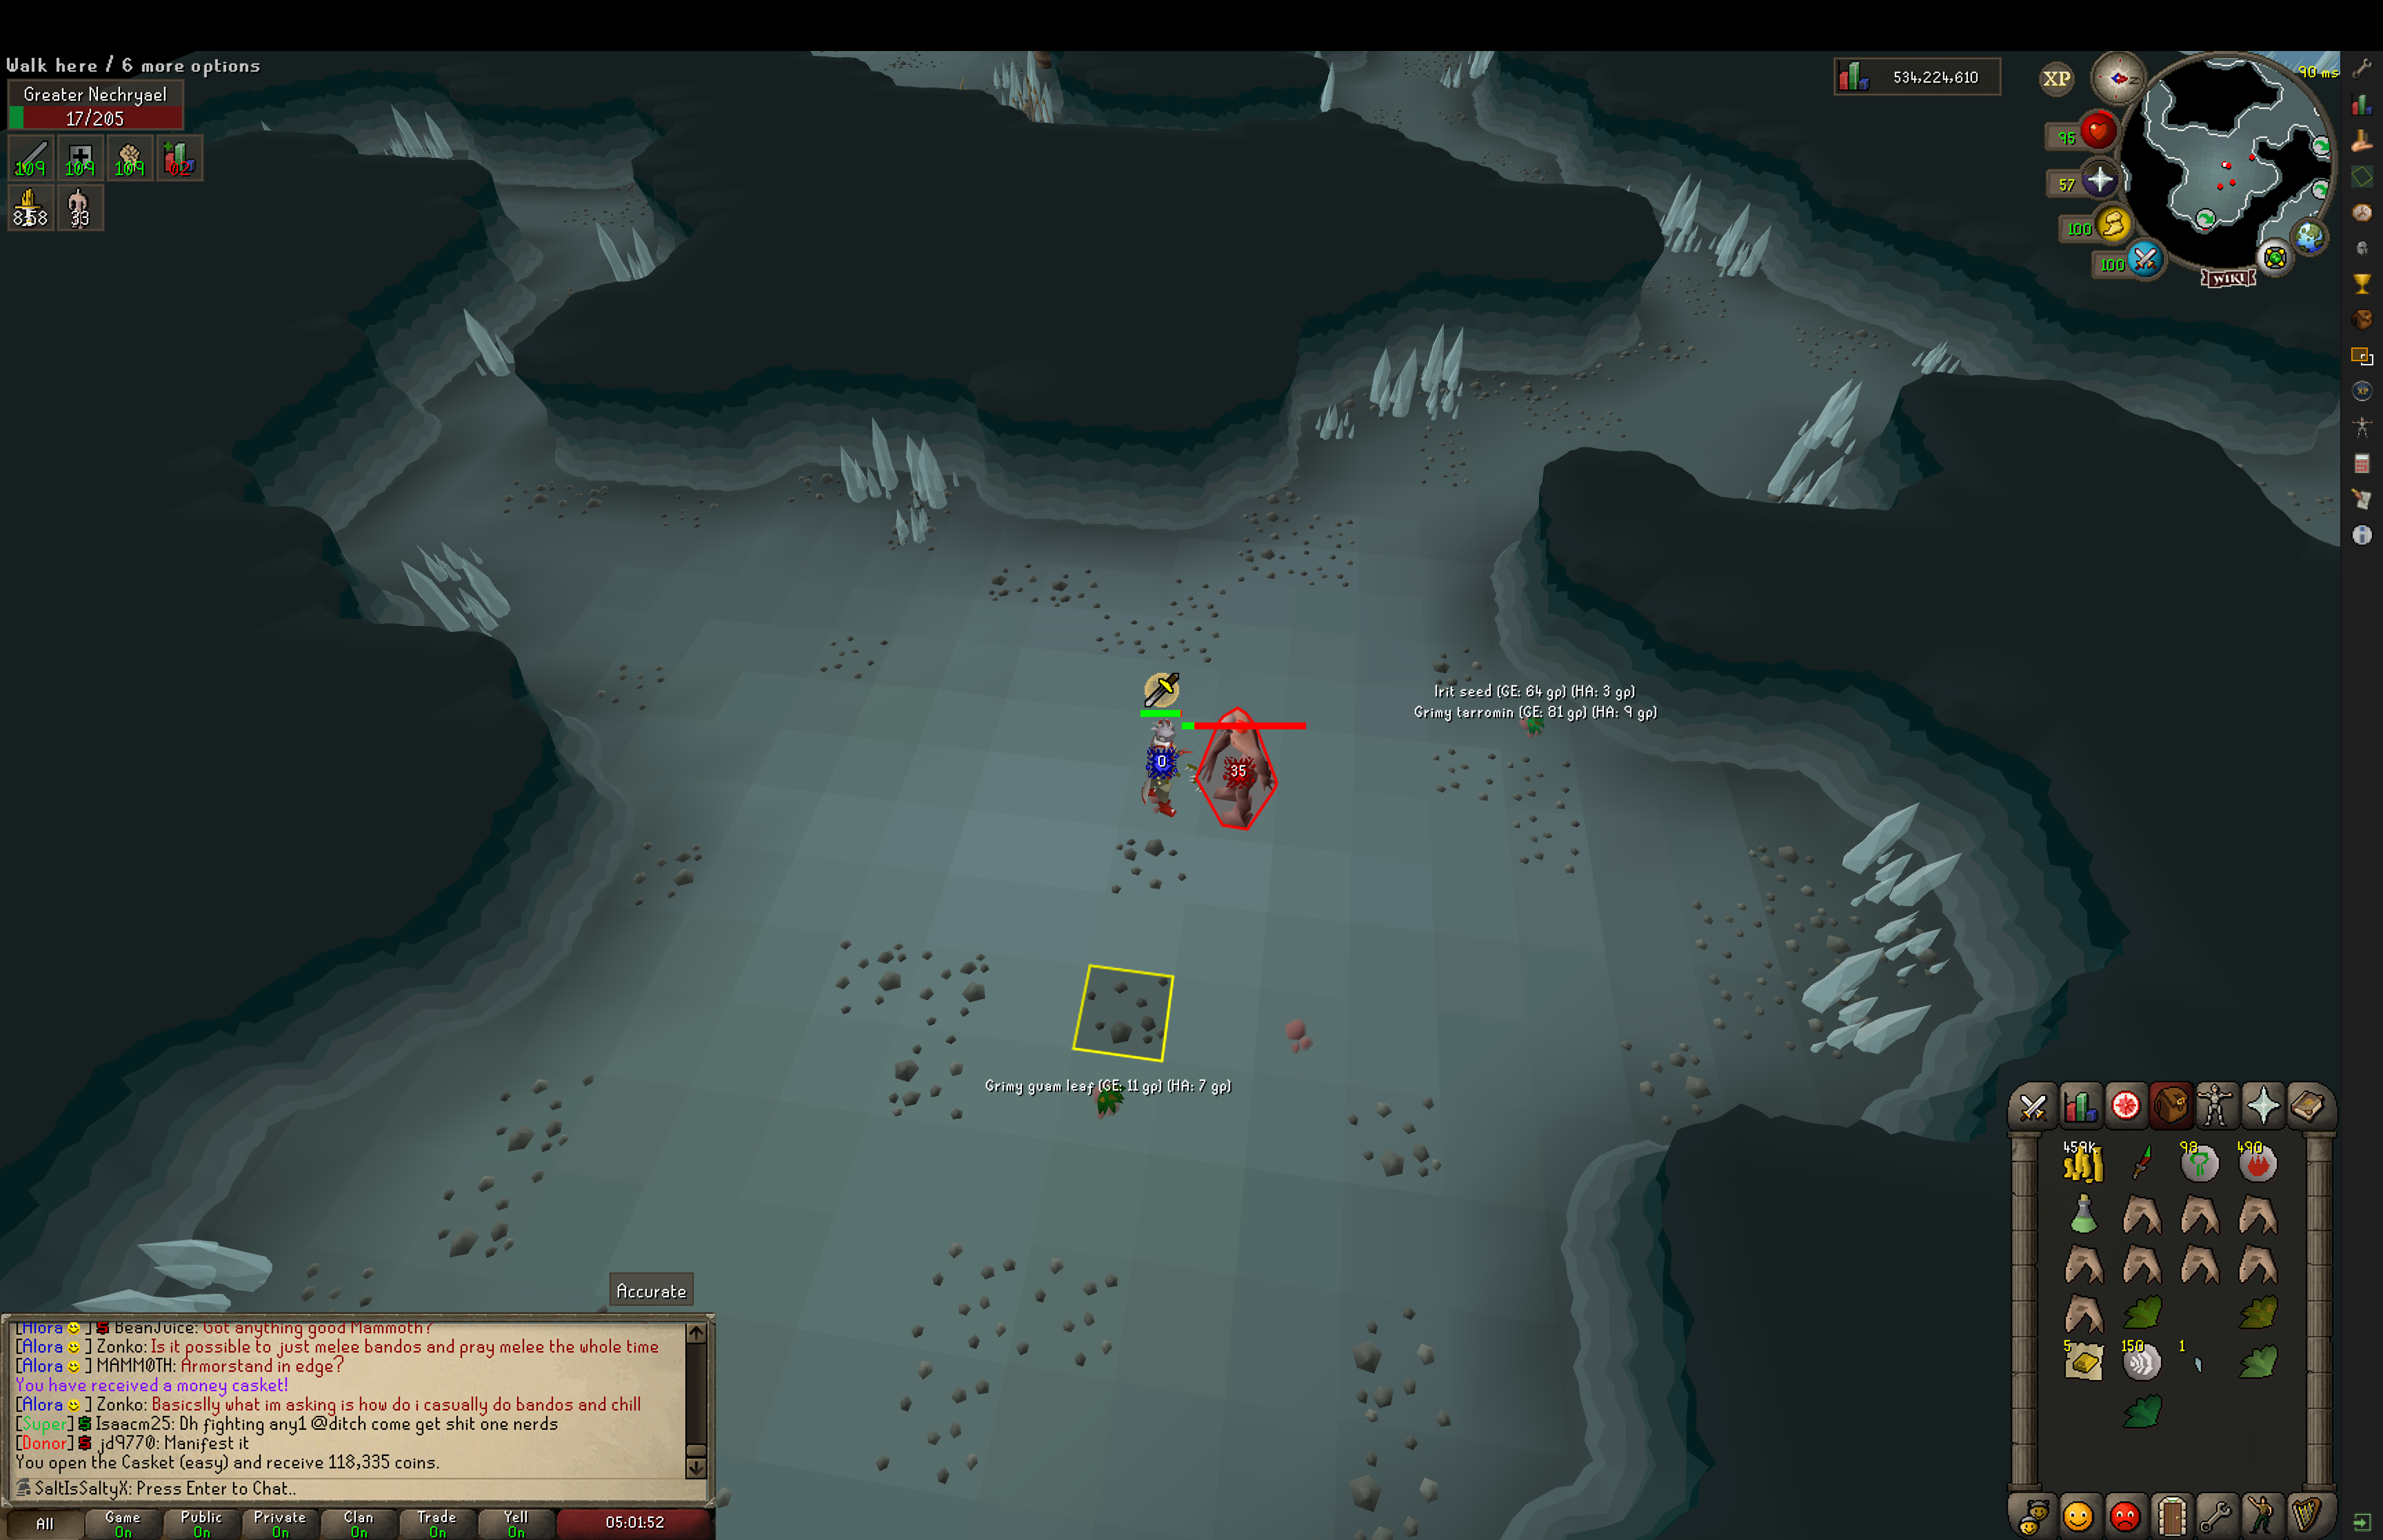 Walk here / 6 more options
Greater Nechryael
17/205
109
109
109
02
858
33
534,224,610
XP
90 ms
95
57
100
100
WIKI
Irit seed (GE: 64 gp) (HA: 3 gp)
Grimy tarromin (GE: 81 gp) (HA: 9 gp)
0
35
Grimy guam leaf (GE: 11 gp) (HA: 7 gp)
459K
98
490
5
150
1
Accurate
[Alora ] BeanJuice: Got anything good Mammoth?
[Alora ] Zonko: Is it possible to just melee bandos and pray melee the whole time
[Alora ] MAMM0TH: Armorstand in edge?
You have received a money casket!
[Alora ] Zonko: Basicslly what im asking is how do i casually do bandos and chill
[Super] Isaacm25: Dh fighting any1 @ditch come get shit one nerds
[Donor] jd9770: Manifest it
You open the Casket (easy) and receive 118,335 coins.
SaltIsSaltyX: Press Enter to Chat..
All
Game
On
Public
On
Private
On
Clan
On
Trade
On
Yell
On
05:01:52